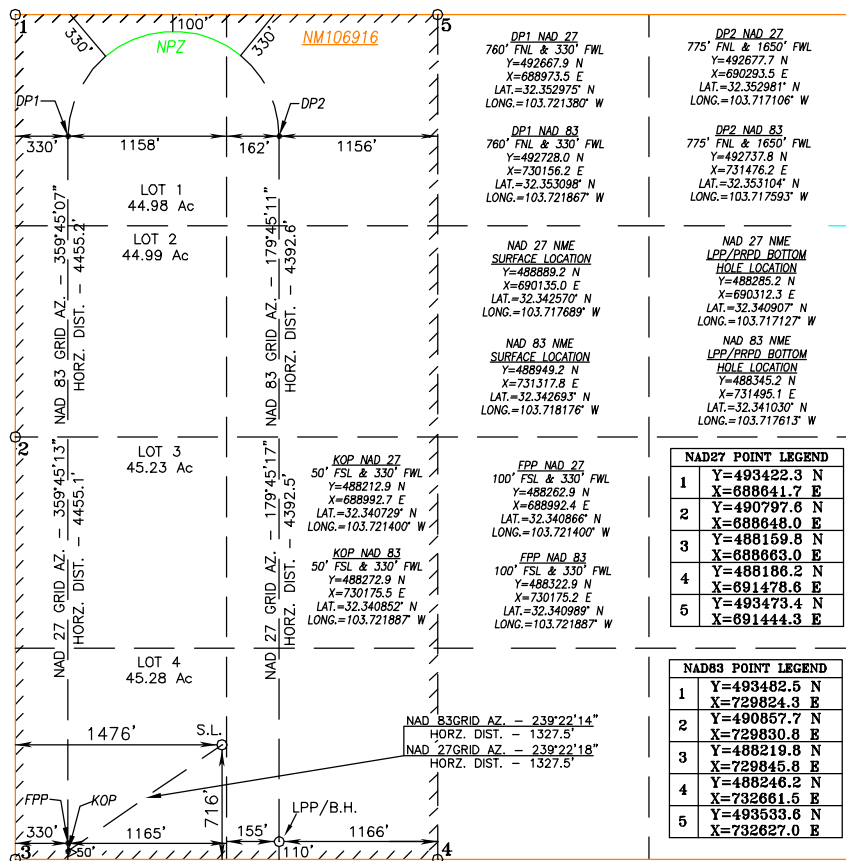 1
5
330'
100'
330'
NPZ
NM106916
DP1
DP2
330'
1158'
162'
1156'
LOT 1
44.98 Ac
LOT 2
44.99 Ac
LOT 3
45.23 Ac
LOT 4
45.28 Ac
NAD 83 GRID AZ. - 359°45'07"
HORZ. DIST. - 4455.2'
NAD 83 GRID AZ. - 179°45'11"
HORZ. DIST. - 4392.6'
2
NAD 27 GRID AZ. - 359°45'13"
HORZ. DIST. - 4455.1'
NAD 27 GRID AZ. - 179°45'17"
HORZ. DIST. - 4392.5'
DP1 NAD 27
760' FNL & 330' FWL
Y=492667.9 N
X=688973.5 E
LAT.=32.352975° N
LONG.=103.721380° W
DP2 NAD 27
775' FNL & 1650' FWL
Y=492677.7 N
X=690293.5 E
LAT.=32.352981° N
LONG.=103.717106° W
DP1 NAD 83
760' FNL & 330' FWL
Y=492728.0 N
X=730156.2 E
LAT.=32.353098° N
LONG.=103.721867° W
DP2 NAD 83
775' FNL & 1650' FWL
Y=492737.8 N
X=731476.2 E
LAT.=32.353104° N
LONG.=103.717593° W
NAD 27 NME
SURFACE LOCATION
Y=488889.2 N
X=690135.0 E
LAT.=32.342570° N
LONG.=103.717689° W
NAD 27 NME
LPP/PRPD BOTTOM
HOLE LOCATION
Y=488285.2 N
X=690312.3 E
LAT.=32.340907° N
LONG.=103.717127° W
NAD 83 NME
SURFACE LOCATION
Y=488949.2 N
X=731317.8 E
LAT.=32.342693° N
LONG.=103.718176° W
NAD 83 NME
LPP/PRPD BOTTOM
HOLE LOCATION
Y=488345.2 N
X=731495.1 E
LAT.=32.341030° N
LONG.=103.717613° W
KOP NAD 27
50' FSL & 330' FWL
Y=488212.9 N
X=688992.7 E
LAT.=32.340729° N
LONG.=103.721400° W
FPP NAD 27
100' FSL & 330' FWL
Y=488262.9 N
X=688992.4 E
LAT.=32.340866° N
LONG.=103.721400° W
KOP NAD 83
50' FSL & 330' FWL
Y=488272.9 N
X=730175.5 E
LAT.=32.340852° N
LONG.=103.721887° W
FPP NAD 83
100' FSL & 330' FWL
Y=488322.9 N
X=730175.2 E
LAT.=32.340989° N
LONG.=103.721887° W
NAD27 POINT LEGEND
1 Y=493422.3 N
X=688641.7 E
2 Y=490797.6 N
X=688648.0 E
3 Y=488159.8 N
X=688663.0 E
4 Y=488186.2 N
X=691478.6 E
5 Y=493473.4 N
X=691444.3 E
NAD83 POINT LEGEND
1 Y=493482.5 N
X=729824.3 E
2 Y=490857.7 N
X=729830.8 E
3 Y=488219.8 N
X=729845.8 E
4 Y=488246.2 N
X=732661.5 E
5 Y=493533.6 N
X=732627.0 E
NAD 83GRID AZ. - 239°22'14"
HORZ. DIST - 1327.5'
NAD 27GRID AZ. - 239°22'18"
HORZ. DIST. - 1327.5'
1476'
S.L.
716'
FPP
KOP
LPP/B.H.
330'
1165'
155'
1166'
50'
110'
3
4